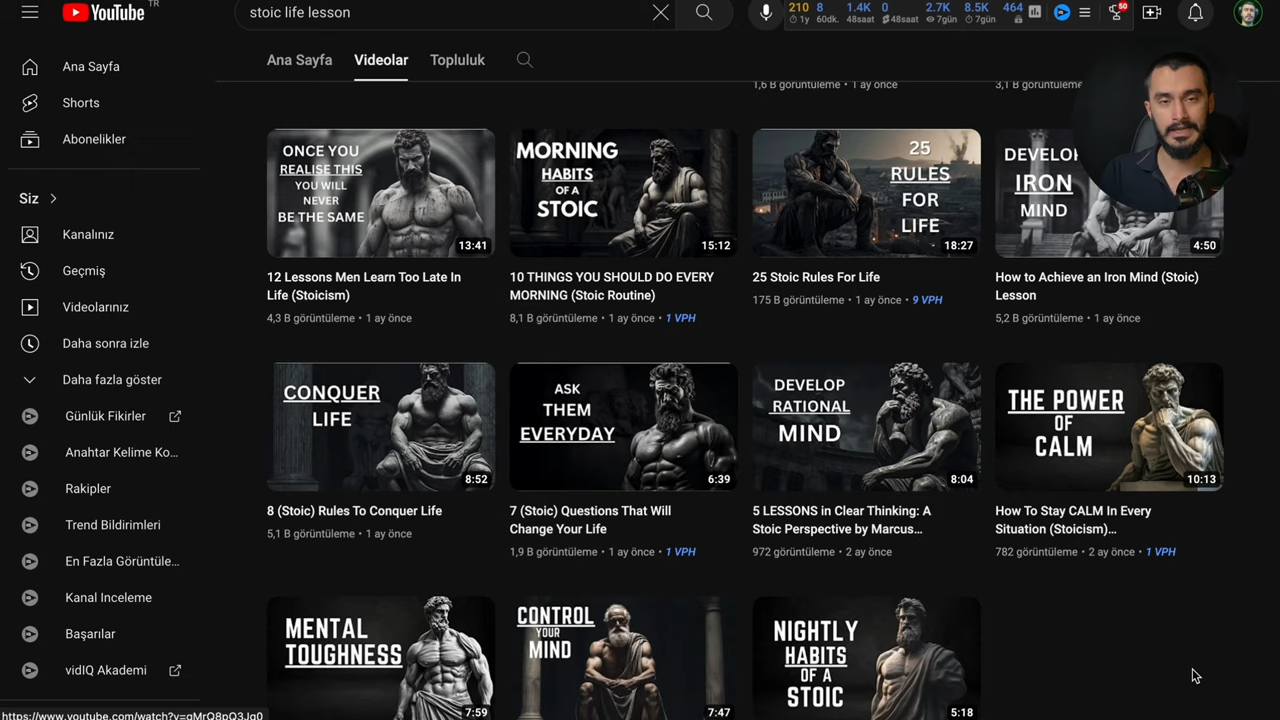 YouTube TR
stoic life lesson
210 8 1.4K 0 2.7K 8.5K 464
1y 60dk. 48saat 48saat 7gün 7gün
50
Ana Sayfa
Shorts
Abonelikler
Siz
Kanalınız
Geçmiş
Videolarınız
Daha sonra izle
Daha fazla göster
Günlük Fikirler
Anahtar Kelime Ko...
Rakipler
Trend Bildirimleri
En Fazla Görüntüle...
Kanal Inceleme
Başarılar
vidIQ Akademi
Ana Sayfa Videolar Topluluk
1,6 B görüntüleme • 1 ay önce
3,1 B görüntüleme
ONCE YOU
REALISE THIS
YOU WILL
NEVER
BE THE SAME
13:41
12 Lessons Men Learn Too Late In
Life (Stoicism)
4,3 B görüntüleme • 1 ay önce
MORNING
HABITS
OF A
STOIC
15:12
10 THINGS YOU SHOULD DO EVERY
MORNING (Stoic Routine)
8,1 B görüntüleme • 1 ay önce • 1 VPH
25
RULES
FOR
LIFE
18:27
25 Stoic Rules For Life
175 B görüntüleme • 1 ay önce • 9 VPH
DEVELOP
IRON
MIND
4:50
How to Achieve an Iron Mind (Stoic)
Lesson
5,2 B görüntüleme • 1 ay önce
CONQUER
LIFE
8:52
8 (Stoic) Rules To Conquer Life
5,1 B görüntüleme • 1 ay önce
ASK
THEM
EVERYDAY
6:39
7 (Stoic) Questions That Will
Change Your Life
1,9 B görüntüleme • 1 ay önce • 1 VPH
DEVELOP
RATIONAL
MIND
8:04
5 LESSONS in Clear Thinking: A
Stoic Perspective by Marcus...
972 görüntüleme • 2 ay önce
THE POWER
OF
CALM
10:13
How To Stay CALM In Every
Situation (Stoicism)...
782 görüntüleme • 2 ay önce • 1 VPH
MENTAL
TOUGHNESS
7:59
CONTROL
YOUR
MIND
7:47
NIGHTLY
HABITS
OF A
STOIC
5:18